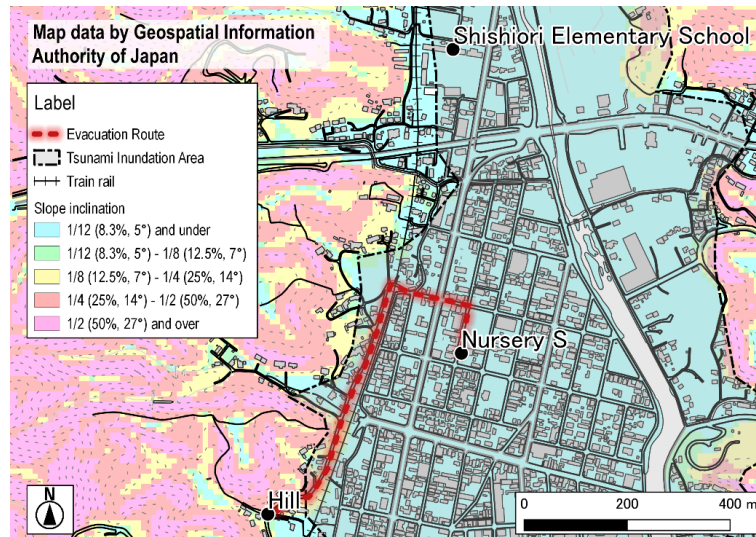 Map data by Geospatial Information
Authority of Japan
Shishiori Elementary School
Label
Evacuation Route
Tsunami Inundation Area
Train rail
Slope inclination
1/12 (8.3%, 5°) and under
1/12 (8.3%, 5°) - 1/8 (12.5%, 7°)
1/8 (12.5%, 7°) - 1/4 (25%, 14°)
1/4 (25%, 14°) - 1/2 (50%, 27°)
1/2 (50%, 27°) and over
Nursery S
Hill
N
0 200 400 m